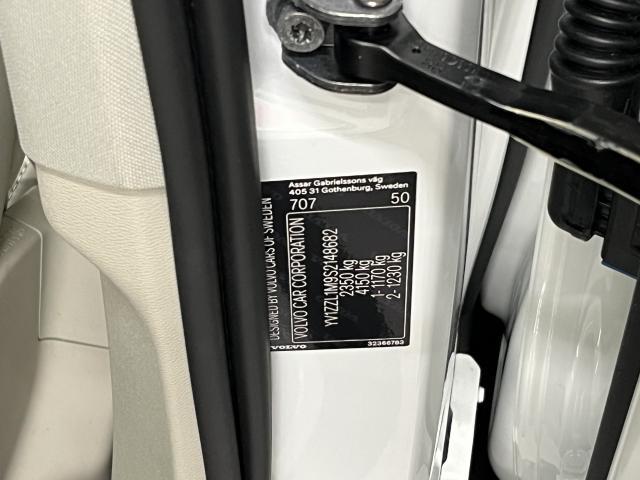 Assar Gabrielssons väg
405 31 Gothenburg, Sweden
707 50
DESIGNED BY VOLVO CARS OF SWEDEN
VOLVO CAR CORPORATION
YV1ZZL1M9S2148682
2350 kg
4150 kg
1- 1170 kg
2- 1230 kg
VOLVO
32366783